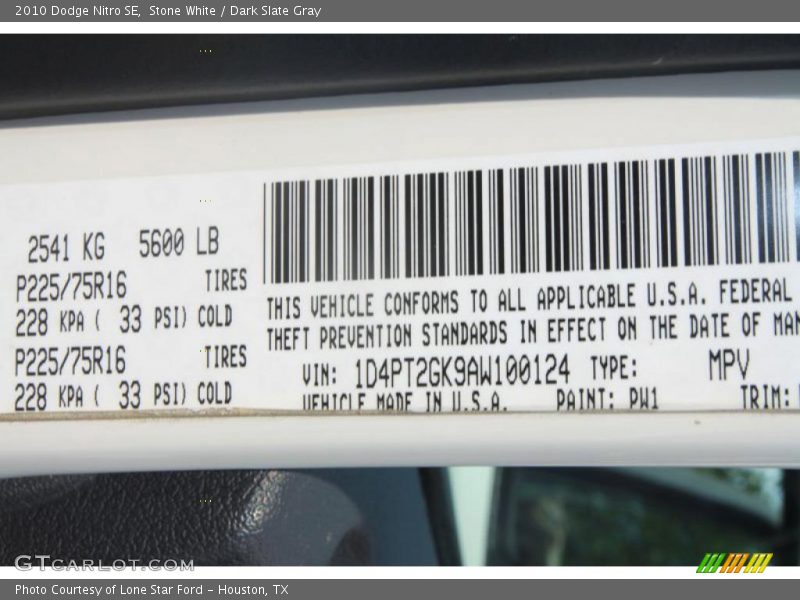 2010 Dodge Nitro SE, Stone White / Dark Slate Gray
2541 KG 5600 LB
P225/75R16 TIRES
228 KPA ( 33 PSI) COLD
P225/75R16 TIRES
228 KPA ( 33 PSI) COLD
THIS VEHICLE CONFORMS TO ALL APPLICABLE U.S.A. FEDERAL
THEFT PREVENTION STANDARDS IN EFFECT ON THE DATE OF MAN
VIN: 1D4PT2GK9AW100124 TYPE: MPV
VEHICLE MADE IN U.S.A. PAINT: PW1 TRIM:
GTCARLOT.COM
Photo Courtesy of Lone Star Ford - Houston, TX